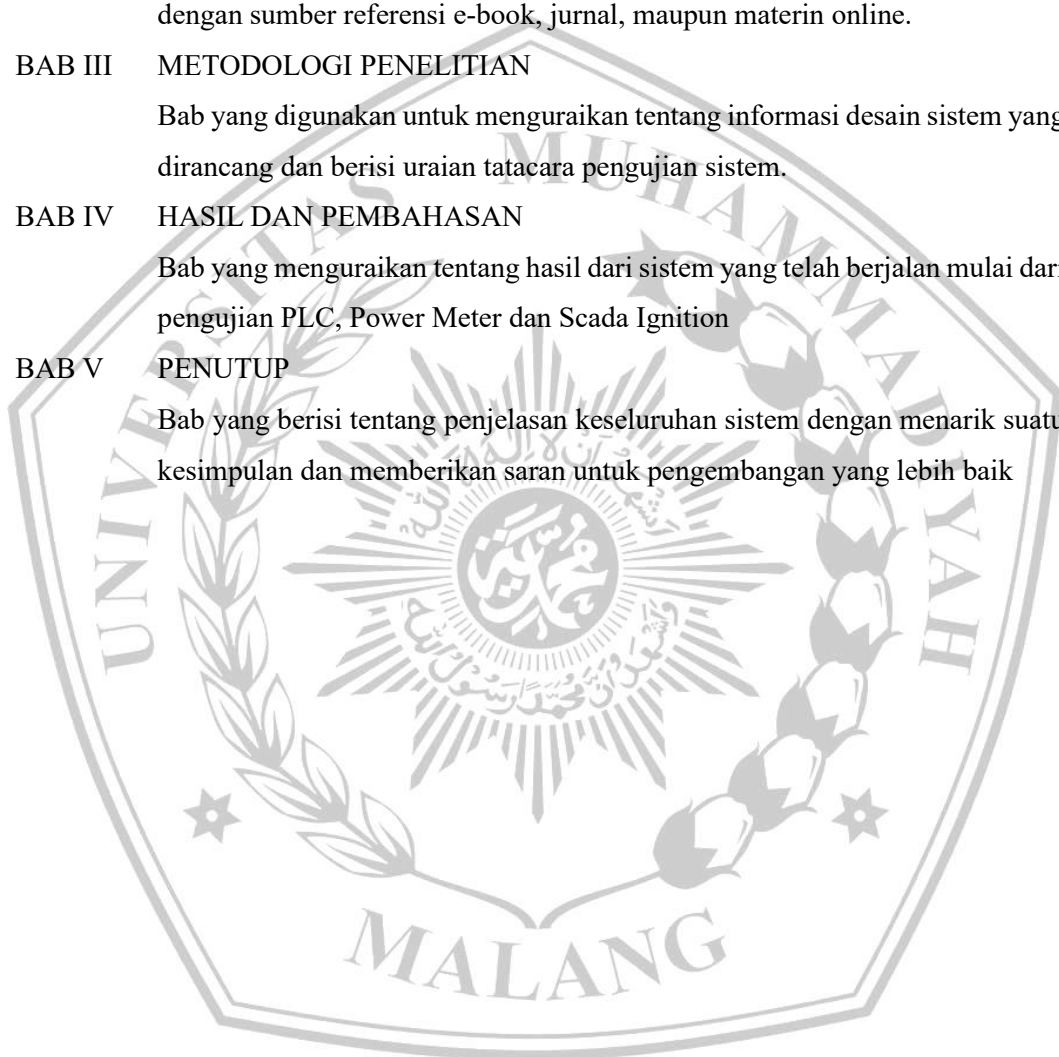 dengan sumber referensi e-book, jurnal, maupun materin online.
BAB III METODOLOGI PENELITIAN
Bab yang digunakan untuk menguraikan tentang informasi desain sistem yang
dirancang dan berisi uraian tatacara pengujian sistem.
BAB IV HASIL DAN PEMBAHASAN
Bab yang menguraikan tentang hasil dari sistem yang telah berjalan mulai dari
pengujian PLC, Power Meter dan Scada Ignition
BAB V PENUTUP
Bab yang berisi tentang penjelasan keseluruhan sistem dengan menarik suatu
kesimpulan dan memberikan saran untuk pengembangan yang lebih baik
UNIVERSITAS MUHAMMADIYAH
MALANG